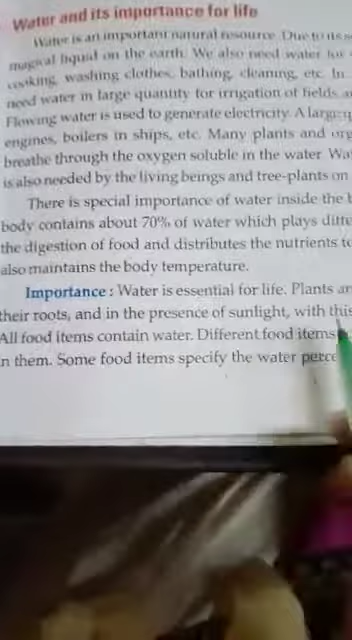 Water and its importance for life
Water is an important natural resource. Due to its
magical liquid on the earth. We also need water for
cooking, washing clothes, bathing, cleaning, etc. In
need water in large quantity for irrigation of fields,
Flowing water is used to generate electricity. A large
engines, boilers in ships, etc. Many plants and org
breathe through the oxygen soluble in the water. Wa
is also needed by the living beings and tree-plants on
There is special importance of water inside the
body contains about 70% of water which plays diffe
the digestion of food and distributes the nutrients to
also maintains the body temperature.
Importance : Water is essential for life. Plants
their roots, and in the presence of sunlight, with this
All food items contain water. Different food items
n them. Some food items specify the water perce